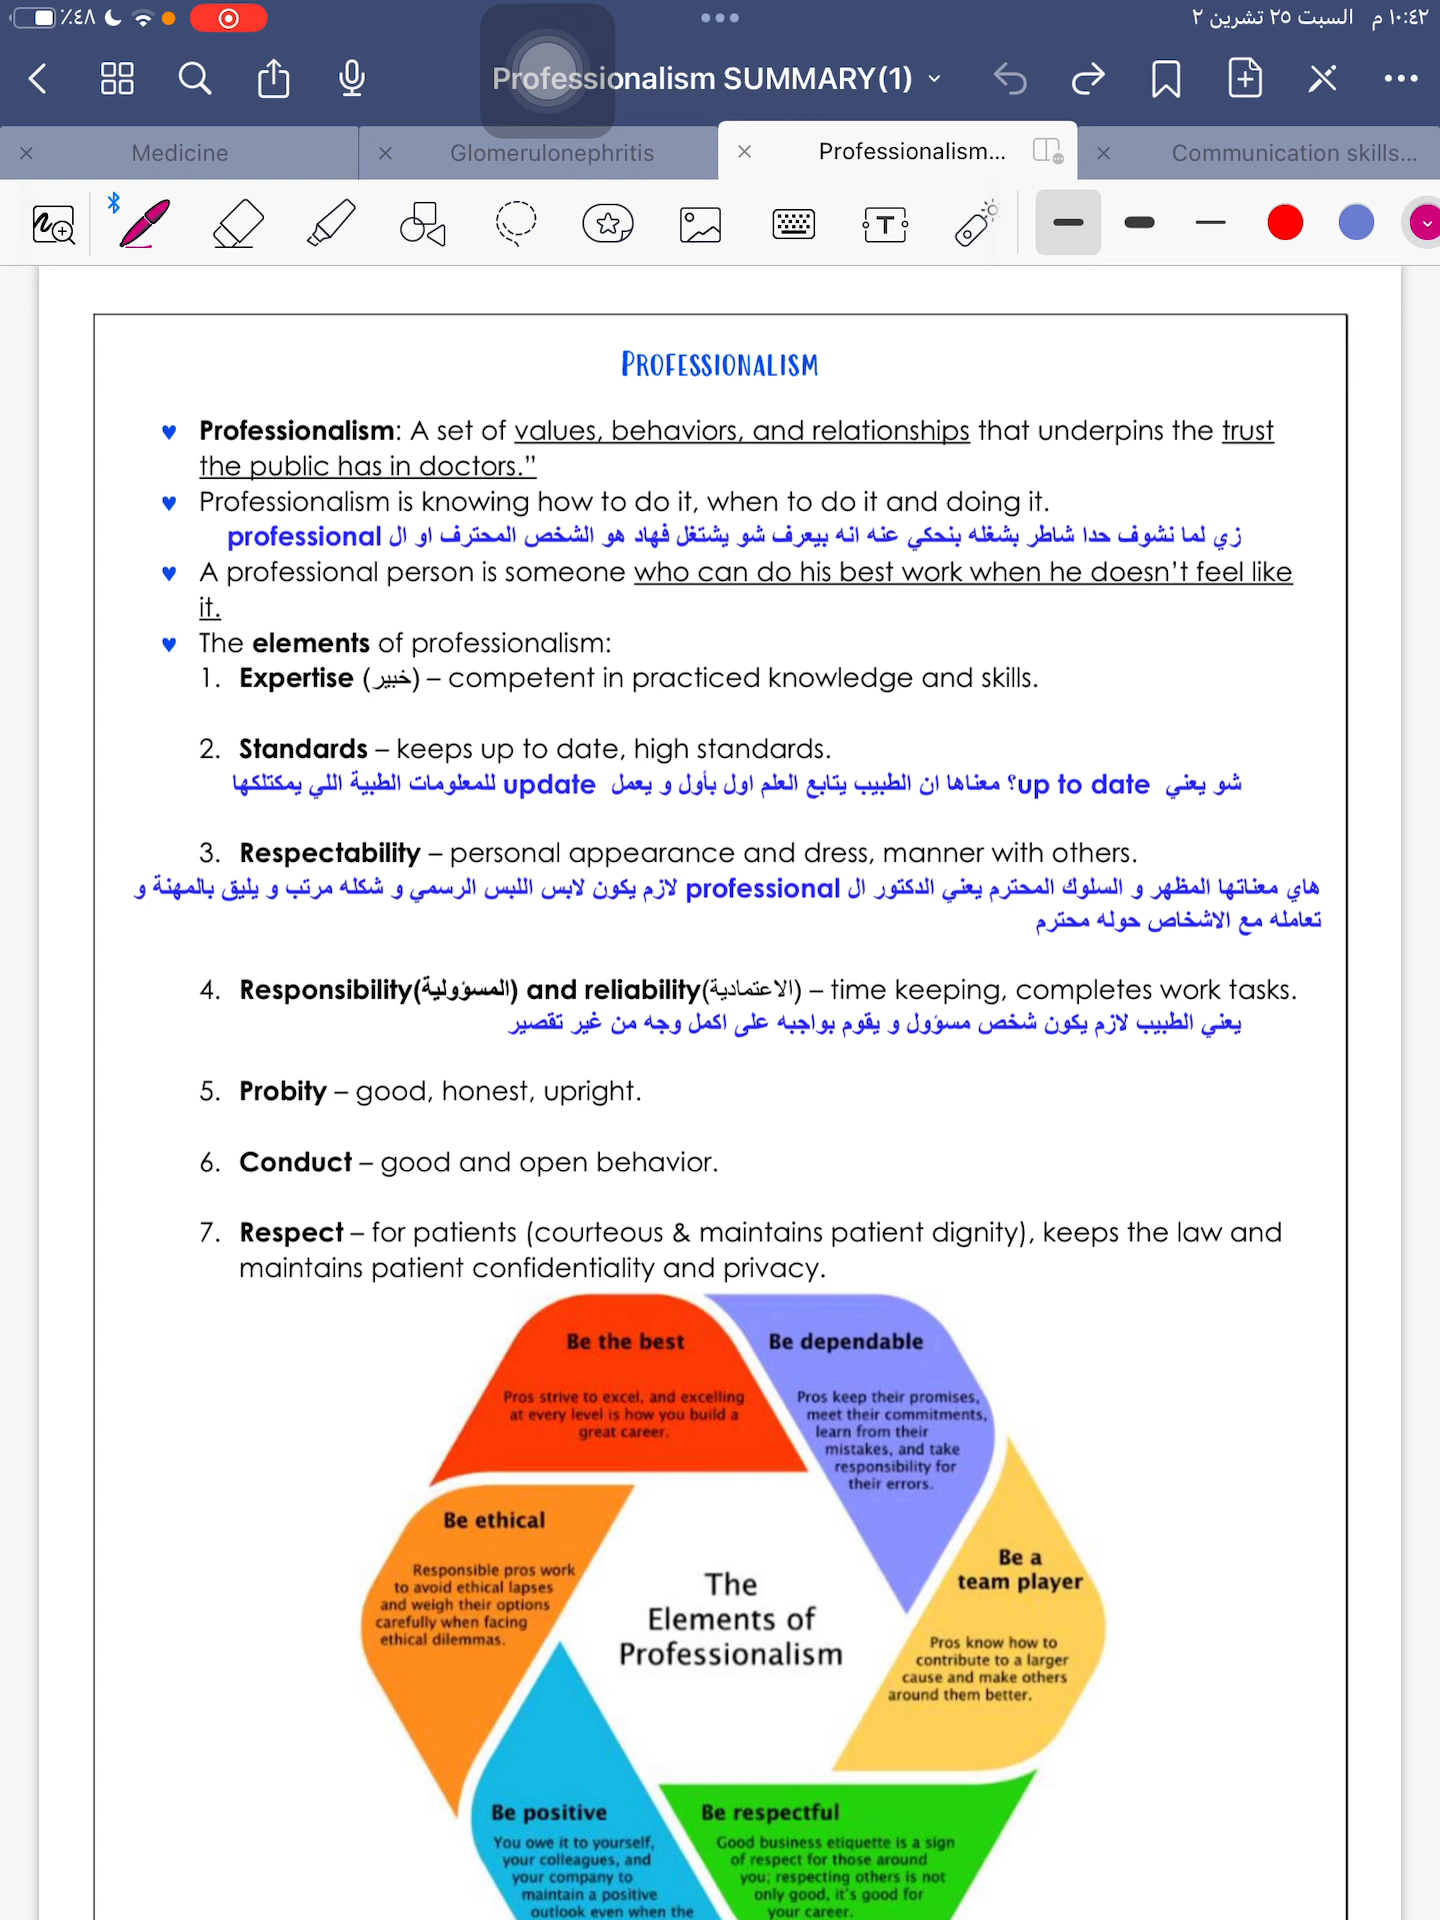 ٪٤٨
١٠:٤٢ م السبت ٢٥ تشرين ٢
Professionalism SUMMARY(1)
Medicine
Glomerulonephritis
Professionalism...
Communication skills...
PROFESSIONALISM
♥ Professionalism: A set of values, behaviors, and relationships that underpins the trust
the public has in doctors.”
♥ Professionalism is knowing how to do it, when to do it and doing it.
زي لما نشوف حدا شاطر بشغله بنحكي عنه انه بيعرف شو يشتغل فهاد هو الشخص المحترف او ال professional
♥ A professional person is someone who can do his best work when he doesn’t feel like
it.
♥ The elements of professionalism:
1. Expertise (خبير) – competent in practiced knowledge and skills.
2. Standards – keeps up to date, high standards.
شو يعني up to date؟ معناها ان الطبيب يتابع العلم اول بأول و يعمل update للمعلومات الطبية اللي يمكتلكها
3. Respectability – personal appearance and dress, manner with others.
هاي معناتها المظهر و السلوك المحترم يعني الدكتور ال professional لازم يكون لابس اللبس الرسمي و شكله مرتب و يليق بالمهنة و
تعامله مع الاشخاص حوله محترم
4. Responsibility(المسؤولية) and reliability(الاعتمادية) – time keeping, completes work tasks.
يعني الطبيب لازم يكون شخص مسؤول و يقوم بواجبه على اكمل وجه من غير تقصير
5. Probity – good, honest, upright.
6. Conduct – good and open behavior.
7. Respect – for patients (courteous & maintains patient dignity), keeps the law and
maintains patient confidentiality and privacy.
Be the best
Pros strive to excel, and excelling
at every level is how you build a
great career.
Be dependable
Pros keep their promises,
meet their commitments,
learn from their
mistakes, and take
responsibility for
their errors.
Be ethical
Responsible pros work
to avoid ethical lapses
and weigh their options
carefully when facing
ethical dilemmas.
The
Elements of
Professionalism
Be a
team player
Pros know how to
contribute to a larger
cause and make others
around them better.
Be positive
You owe it to yourself,
your colleagues, and
your company to
maintain a positive
outlook even when the
Be respectful
Good business etiquette is a sign
of respect for those around
you; respecting others is not
only good, it's good for
your career.